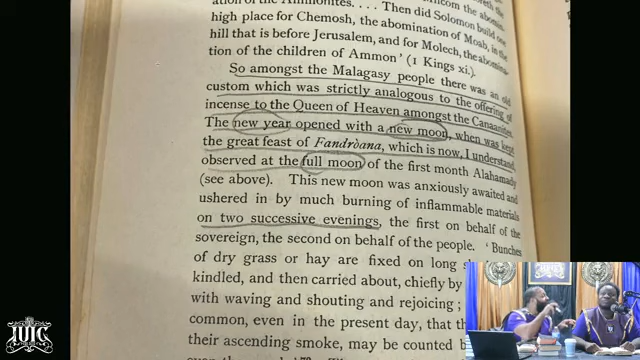 ation of the Ammonites. . . . Then did Solomon build
high place for Chemosh, the abomination of Moab, in
hill that is before Jerusalem, and for Molech, the
tion of the children of Ammon' (1 Kings xi.).
So amongst the Malagasy people there was an old
custom which was strictly analogous to the offering of
incense to the Queen of Heaven amongst the Canaanites.
The new year opened with a new moon, when was kept
the great feast of Fandròana, which is now, I understand,
observed at the full moon of the first month Alahamady
(see above). This new moon was anxiously awaited and
ushered in by much burning of inflammable materials
on two successive evenings, the first on behalf of the
sovereign, the second on behalf of the people. 'Bunches
of dry grass or hay are fixed on long
kindled, and then carried about, chiefly by
with waving and shouting and rejoicing;
common, even in the present day, that
their ascending smoke, may be counted
IUIC